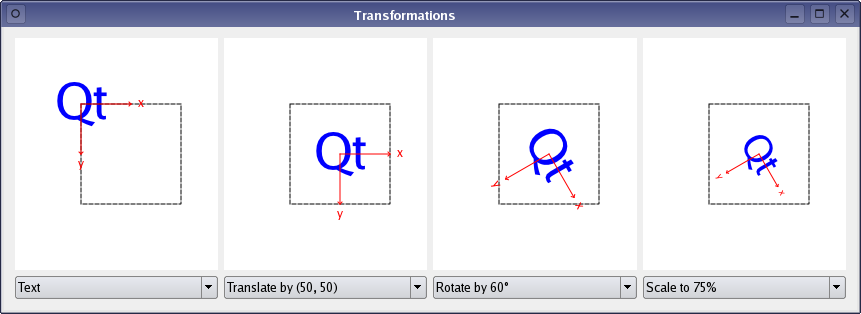 Transformations
Qt
x
y
Qt
x
y
Qt
x
y
Qt
x
y
Text
Translate by (50, 50)
Rotate by 60°
Scale to 75%